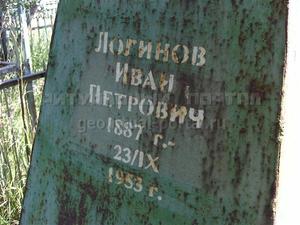 ЛОГИНОВ
ИВАН
ПЕТРОВИЧ
1887 г.-
23/IX
1953 г.